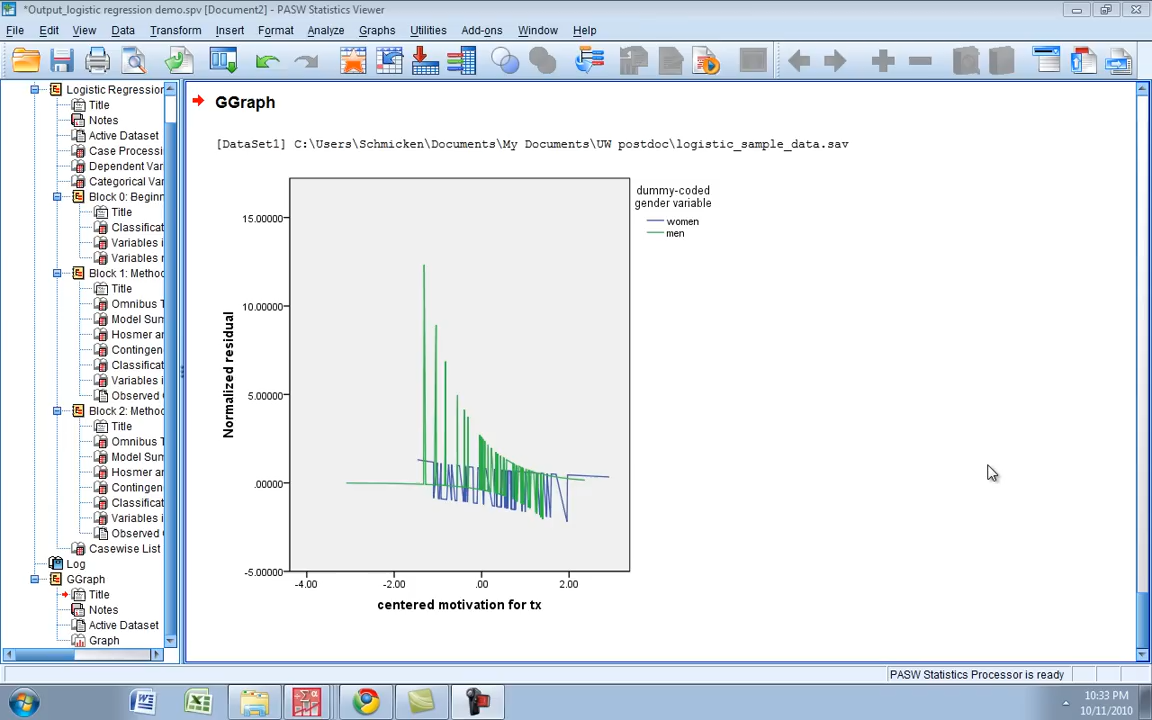 *Output_logistic regression demo.spv [Document2] - PASW Statistics Viewer
File Edit View Data Transform Insert Format Analyze Graphs Utilities Add-ons Window Help
Logistic Regression
Title
Notes
Active Dataset
Case Processi
Dependent Var
Categorical Var
Block 0: Beginn
Title
Classificat
Variables i
Variables n
Block 1: Metho
Title
Omnibus T
Model Sum
Hosmer an
Contingen
Classificat
Variables i
Observed
Block 2: Metho
Title
Omnibus T
Model Sum
Hosmer an
Contingen
Classificat
Variables i
Observed
Casewise List
Log
GGraph
Title
Notes
Active Dataset
Graph
GGraph
[DataSet1] C:\Users\Schmicken\Documents\My Documents\UW postdoc\logistic_sample_data.sav
dummy-coded
gender variable
women
men
15.00000
10.00000
5.00000
.00000
-5.00000
Normalized residual
-4.00 -2.00 .00 2.00
centered motivation for tx
PASW Statistics Processor is ready
10:33 PM
10/11/2010